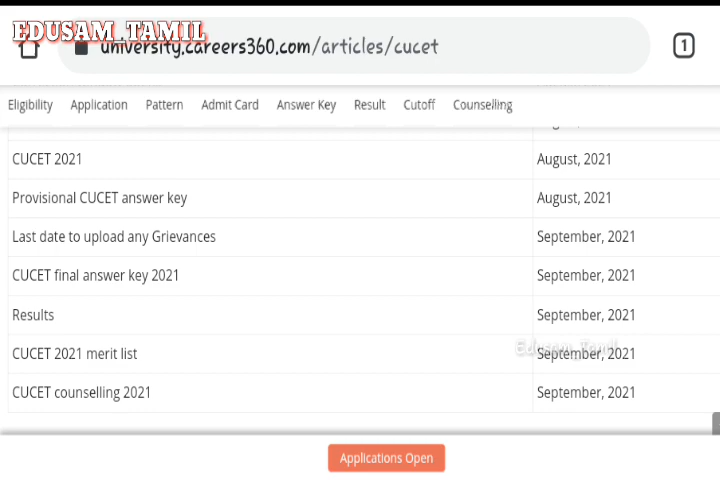 EDUSAM_TAMIL
university.careers360.com/articles/cucet
1
Eligibility Application Pattern Admit Card Answer Key Result Cutoff Counselling
CUCET 2021 August, 2021
Provisional CUCET answer key August, 2021
Last date to upload any Grievances September, 2021
CUCET final answer key 2021 September, 2021
Results September, 2021
Edusam_Tamil
CUCET 2021 merit list September, 2021
CUCET counselling 2021 September, 2021
Applications Open